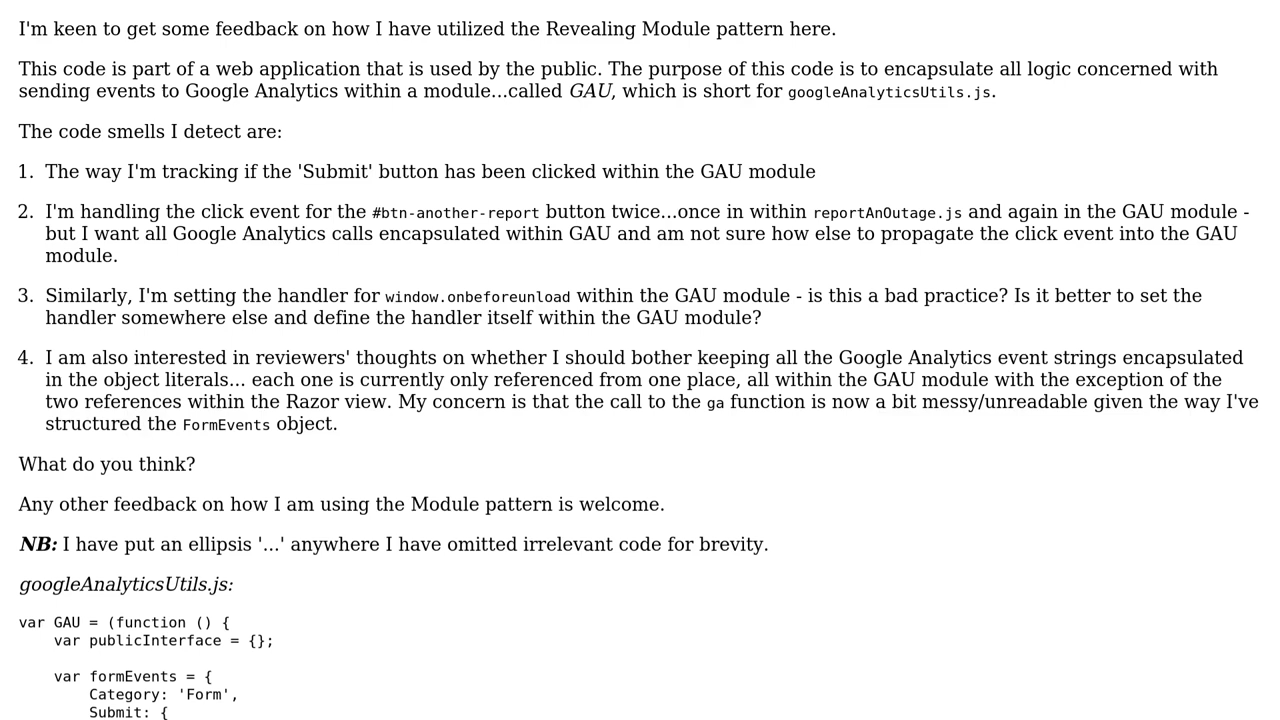 I'm keen to get some feedback on how I have utilized the Revealing Module pattern here.
This code is part of a web application that is used by the public. The purpose of this code is to encapsulate all logic concerned with
sending events to Google Analytics within a module...called GAU, which is short for googleAnalyticsUtils.js.
The code smells I detect are:
1. The way I'm tracking if the 'Submit' button has been clicked within the GAU module
2. I'm handling the click event for the #btn-another-report button twice...once in within reportAnOutage.js and again in the GAU module -
but I want all Google Analytics calls encapsulated within GAU and am not sure how else to propagate the click event into the GAU
module.
3. Similarly, I'm setting the handler for window.onbeforeunload within the GAU module - is this a bad practice? Is it better to set the
handler somewhere else and define the handler itself within the GAU module?
4. I am also interested in reviewers' thoughts on whether I should bother keeping all the Google Analytics event strings encapsulated
in the object literals... each one is currently only referenced from one place, all within the GAU module with the exception of the
two references within the Razor view. My concern is that the call to the ga function is now a bit messy/unreadable given the way I've
structured the FormEvents object.
What do you think?
Any other feedback on how I am using the Module pattern is welcome.
NB: I have put an ellipsis '...' anywhere I have omitted irrelevant code for brevity.
googleAnalyticsUtils.js:
var GAU = (function () {
    var publicInterface = {};
    var formEvents = {
        Category: 'Form',
        Submit: {